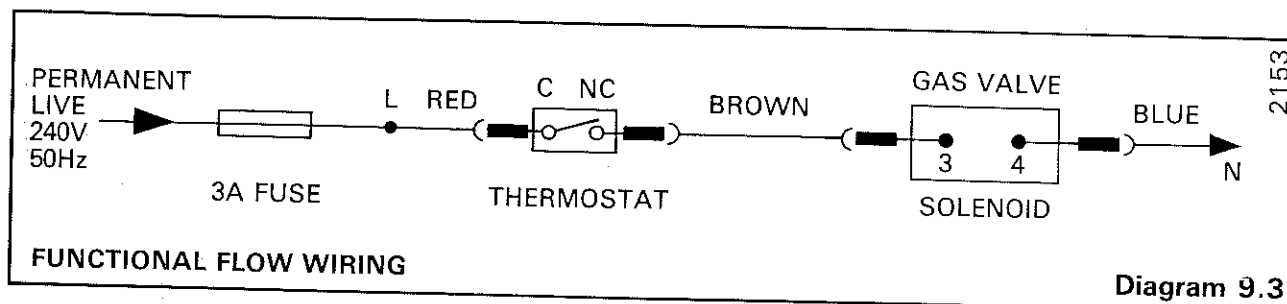 PERMANENT
LIVE
240V
50Hz
3A FUSE
L RED
C NC
THERMOSTAT
BROWN
GAS VALVE
3 4
SOLENOID
BLUE
N
2153
FUNCTIONAL FLOW WIRING
Diagram 9.3